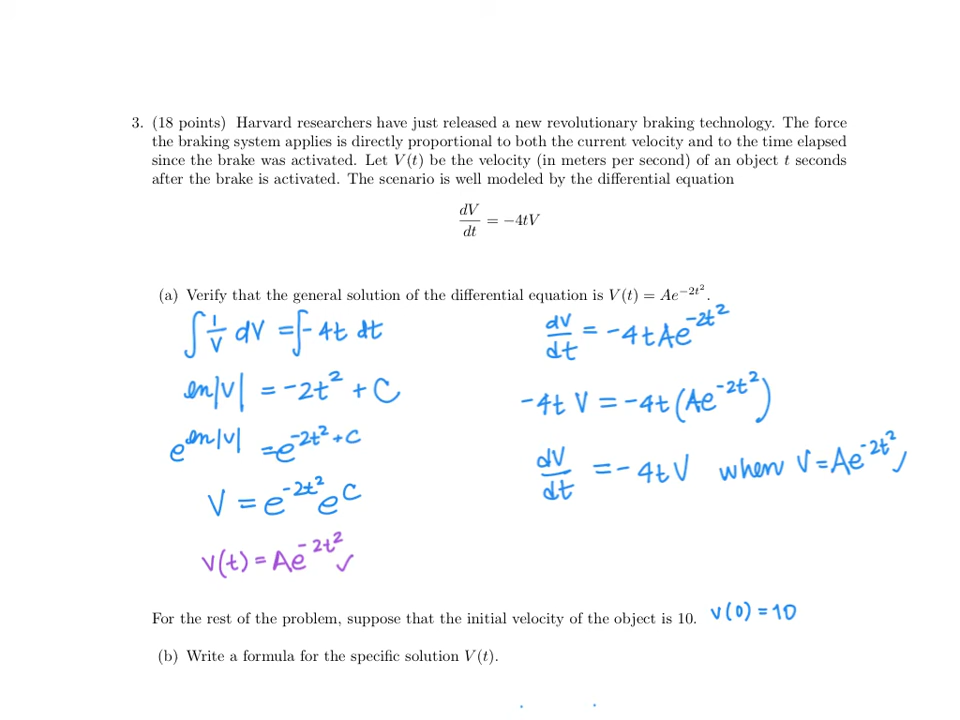 3. (18 points) Harvard researchers have just released a new revolutionary braking technology. The force
the braking system applies is directly proportional to both the current velocity and to the time elapsed
since the brake was activated. Let V(t) be the velocity (in meters per second) of an object t seconds
after the brake is activated. The scenario is well modeled by the differential equation
dV/dt = −4tV
(a) Verify that the general solution of the differential equation is V(t) = Ae^{−2t²}.
∫ 1/V dV = ∫ -4t dt
ln|V| = -2t² + C
e^{ln|V|} = e^{-2t²+C}
V = e^{-2t²} e^C
V(t) = Ae^{-2t²} ✓
dV/dt = -4tAe^{-2t²}
-4t V = -4t(Ae^{-2t²})
dV/dt = -4tV when V = Ae^{-2t²} ✓
For the rest of the problem, suppose that the initial velocity of the object is 10. V(0) = 10
(b) Write a formula for the specific solution V(t).